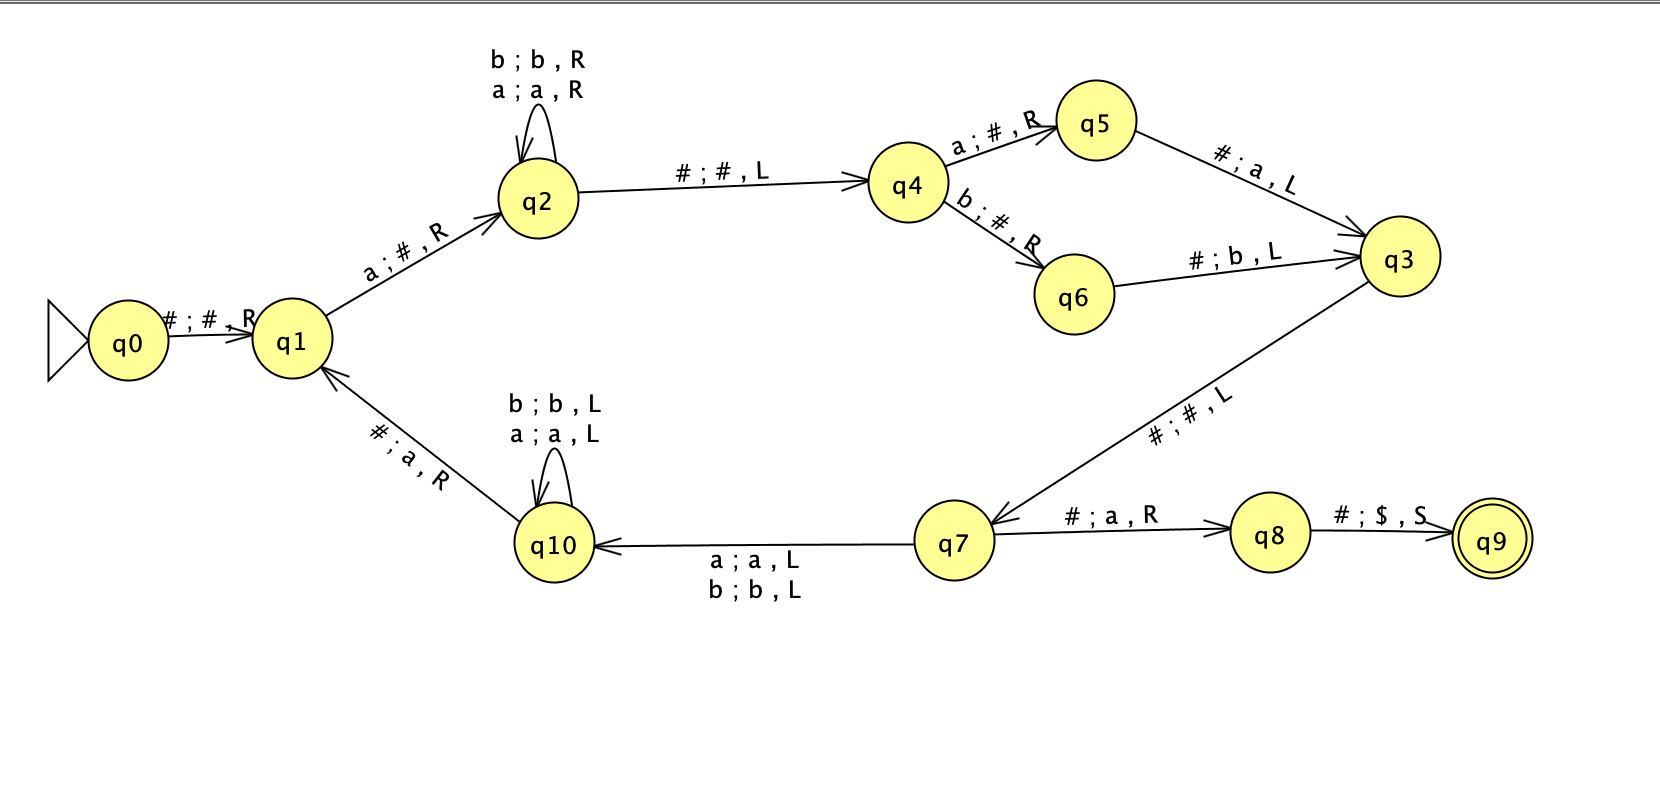 b ; b , R
a ; a , R
# ; # , L
a ; # , R
b ; # , R
# ; a , L
# ; b , L
a ; # , R
# ; # , R
q0
q1
q2
q4
q5
q6
q3
# ; # , L
b ; b , L
a ; a , L
# ; a , R
q10
a ; a , L
b ; b , L
q7
# ; a , R
q8
# ; $ , S
q9